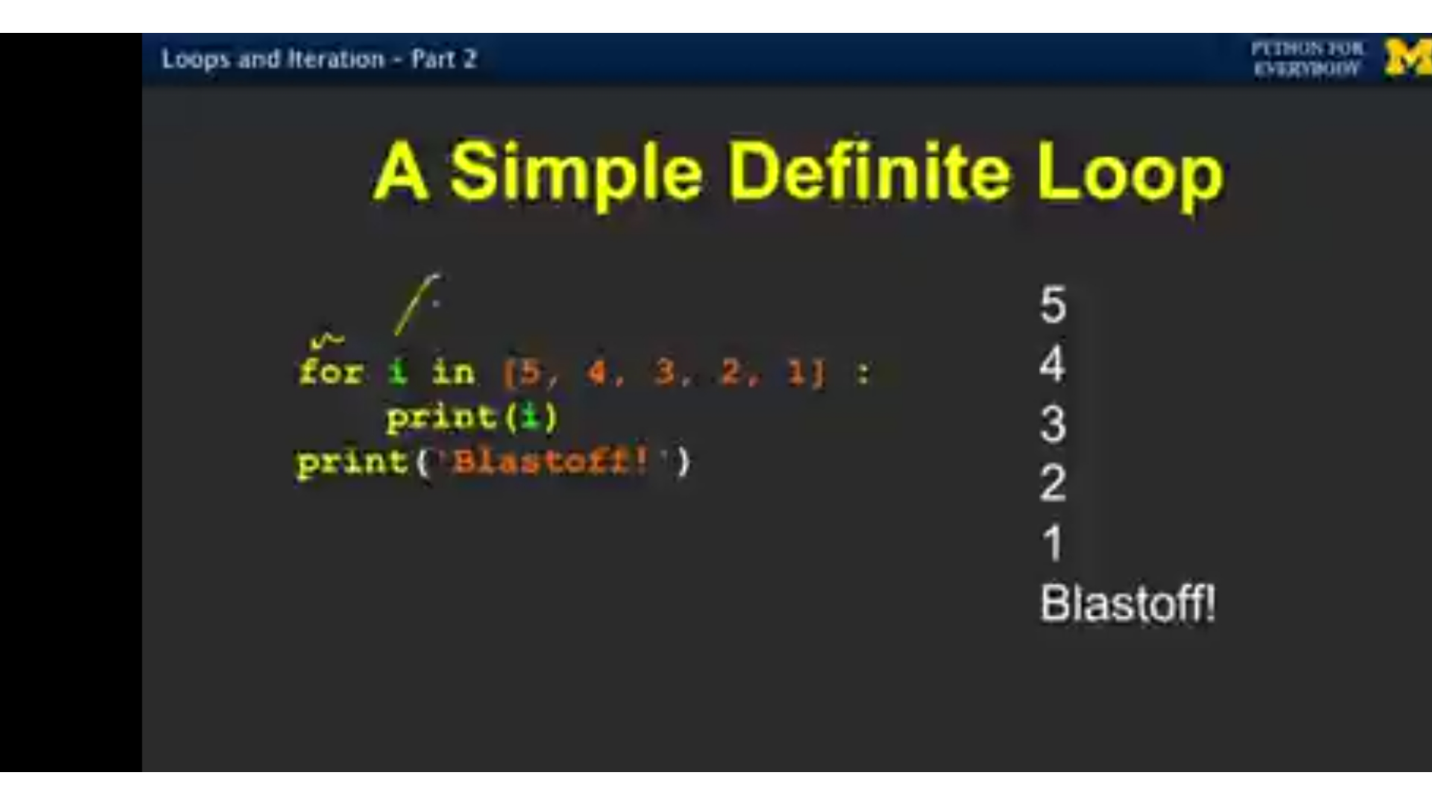 Loops and Iteration - Part 2
PYTHON FOR
EVERYBODY
M
A Simple Definite Loop
for i in [5, 4, 3, 2, 1] :
    print(i)
print('Blastoff!')
5
4
3
2
1
Blastoff!